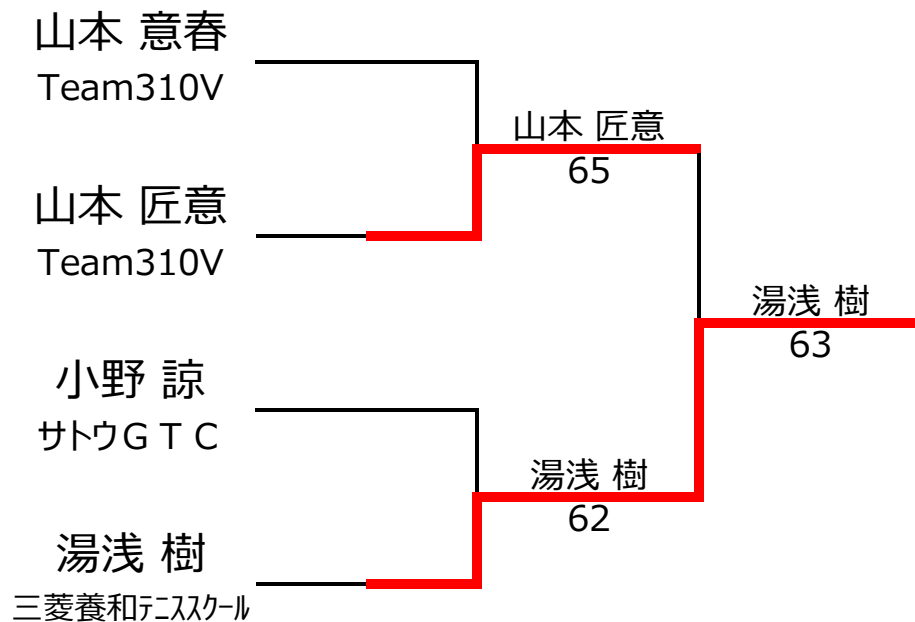 山本 意春
Team310V
山本 匠意
65
山本 匠意
Team310V
湯浅 樹
63
小野 諒
サトウＧＴＣ
湯浅 樹
62
湯浅 樹
三菱養和ﾃﾆｽｽｸｰﾙ